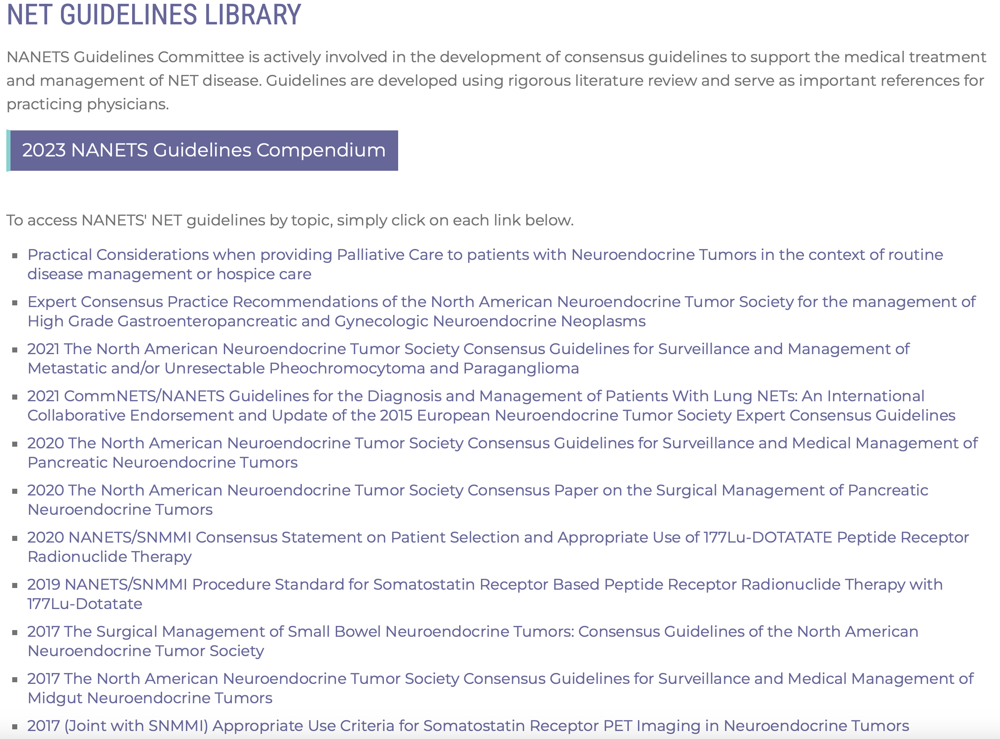 NET GUIDELINES LIBRARY
NANETS Guidelines Committee is actively involved in the development of consensus guidelines to support the medical treatment
and management of NET disease. Guidelines are developed using rigorous literature review and serve as important references for
practicing physicians.
2023 NANETS Guidelines Compendium
To access NANETS' NET guidelines by topic, simply click on each link below.
▪ Practical Considerations when providing Palliative Care to patients with Neuroendocrine Tumors in the context of routine
disease management or hospice care
▪ Expert Consensus Practice Recommendations of the North American Neuroendocrine Tumor Society for the management of
High Grade Gastroenteropancreatic and Gynecologic Neuroendocrine Neoplasms
▪ 2021 The North American Neuroendocrine Tumor Society Consensus Guidelines for Surveillance and Management of
Metastatic and/or Unresectable Pheochromocytoma and Paraganglioma
▪ 2021 CommNETS/NANETS Guidelines for the Diagnosis and Management of Patients With Lung NETs: An International
Collaborative Endorsement and Update of the 2015 European Neuroendocrine Tumor Society Expert Consensus Guidelines
▪ 2020 The North American Neuroendocrine Tumor Society Consensus Guidelines for Surveillance and Medical Management of
Pancreatic Neuroendocrine Tumors
▪ 2020 The North American Neuroendocrine Tumor Society Consensus Paper on the Surgical Management of Pancreatic
Neuroendocrine Tumors
▪ 2020 NANETS/SNMMI Consensus Statement on Patient Selection and Appropriate Use of 177Lu-DOTATATE Peptide Receptor
Radionuclide Therapy
▪ 2019 NANETS/SNMMI Procedure Standard for Somatostatin Receptor Based Peptide Receptor Radionuclide Therapy with
177Lu-Dotatate
▪ 2017 The Surgical Management of Small Bowel Neuroendocrine Tumors: Consensus Guidelines of the North American
Neuroendocrine Tumor Society
▪ 2017 The North American Neuroendocrine Tumor Society Consensus Guidelines for Surveillance and Medical Management of
Midgut Neuroendocrine Tumors
▪ 2017 (Joint with SNMMI) Appropriate Use Criteria for Somatostatin Receptor PET Imaging in Neuroendocrine Tumors